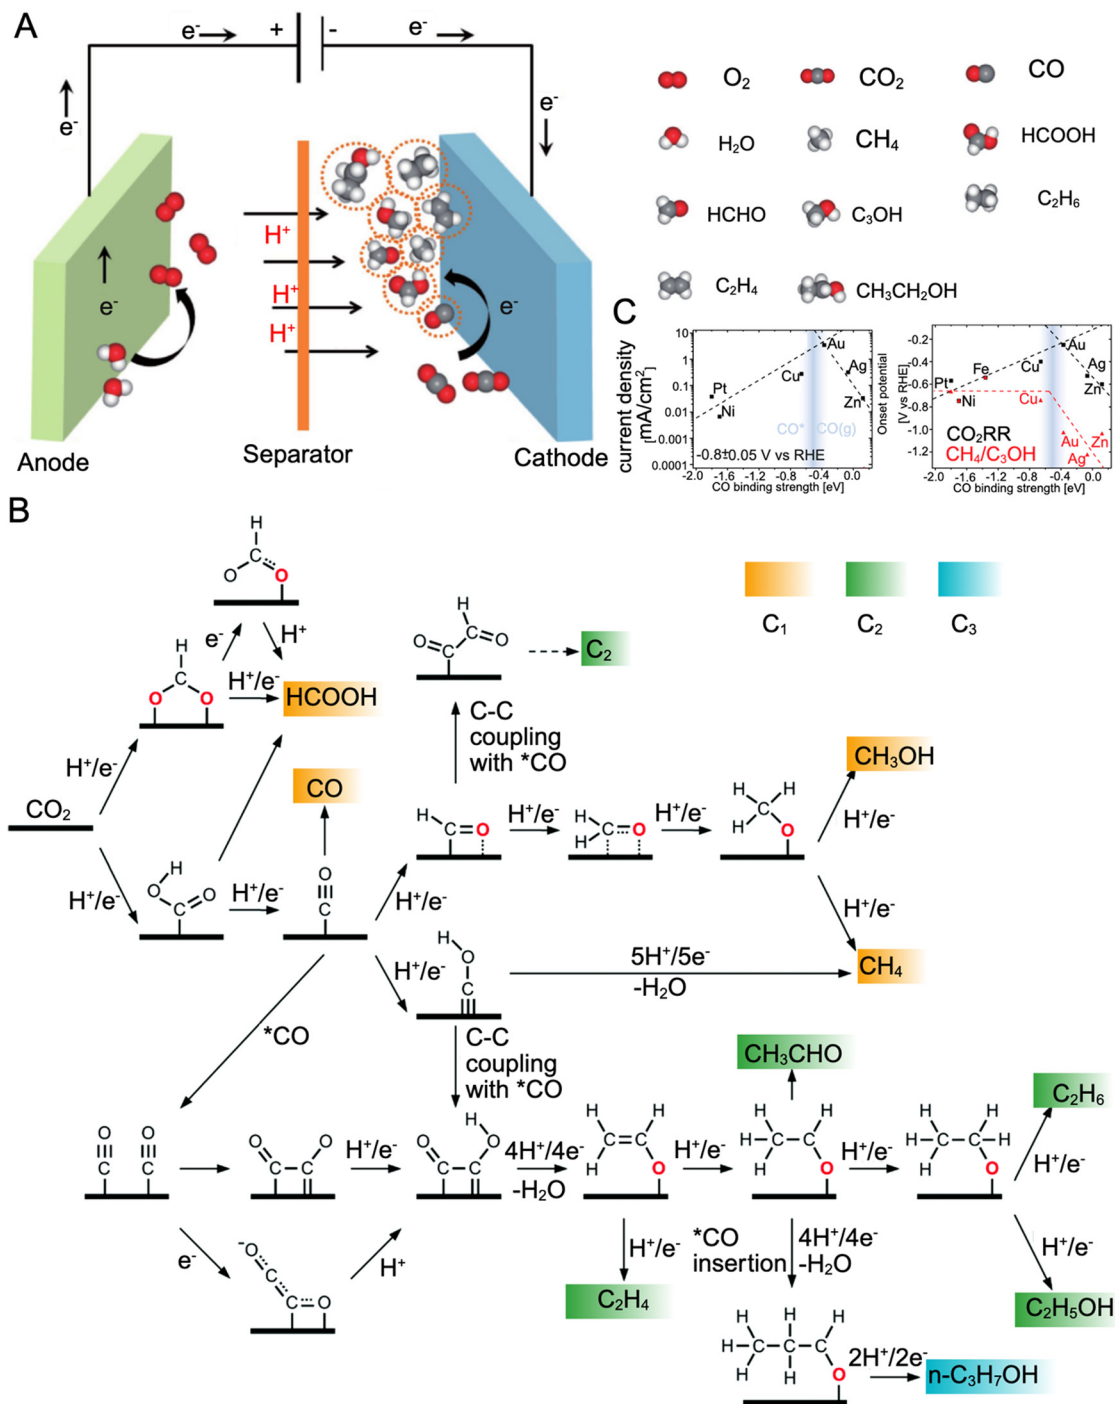 A
e⁻
+
-
e⁻
e⁻
e⁻
e⁻
H⁺
H⁺
H⁺
e⁻
Anode
Separator
Cathode
O₂
CO₂
CO
H₂O
CH₄
HCOOH
HCHO
C₃OH
C₂H₆
C₂H₄
CH₃CH₂OH
C
current density
[mA/cm²]
10
1
0.1
0.01
0.001
0.0001
Pt
Ni
Cu
Au
Ag
Zn
CO*
CO(g)
-0.8±0.05 V vs RHE
-2.0 -1.6 -1.2 -0.8 -0.4 0.0
CO binding strength [eV]
Onset potential
[V vs RHE]
-0.2
-0.4
-0.6
-0.8
-1.0
-1.2
Pt
Ni
Fe
Cu
Au
Ag
Zn
Cu
Au
Ag
Zn
CO₂RR
CH₄/C₃OH
-2.0 -1.6 -1.2 -0.8 -0.4 0.0
CO binding strength [eV]
B
C₁
C₂
C₃
H
C
O
O
e⁻
H⁺
H
C
O
O
H⁺/e⁻
HCOOH
H⁺/e⁻
CO₂
H⁺/e⁻
H
O
C
O
H⁺/e⁻
CO
O
C
H⁺/e⁻
H⁺/e⁻
H
O
C
O
C
C₂
C-C
coupling
with *CO
H
C
O
H⁺/e⁻
H
H
C
O
H⁺/e⁻
H
H
H
C
O
CH₃OH
H⁺/e⁻
H⁺/e⁻
CH₄
H
O
C
5H⁺/5e⁻
-H₂O
C-C
coupling
with *CO
*CO
O
C
O
C
O
C
C
O
H⁺/e⁻
e⁻
⁻O
C
C
O
H⁺
O
C
C
O
H
4H⁺/4e⁻
-H₂O
H
H
C
C
H
O
H⁺/e⁻
H⁺/e⁻
C₂H₄
CH₃CHO
H
H
H
C
C
H
O
H⁺/e⁻
*CO
insertion
4H⁺/4e⁻
-H₂O
H
H
H
C
C
H
H
O
C₂H₆
H⁺/e⁻
H⁺/e⁻
C₂H₅OH
H
H
H
H
C
C
C
H
H
H
O
2H⁺/2e⁻
n-C₃H₇OH